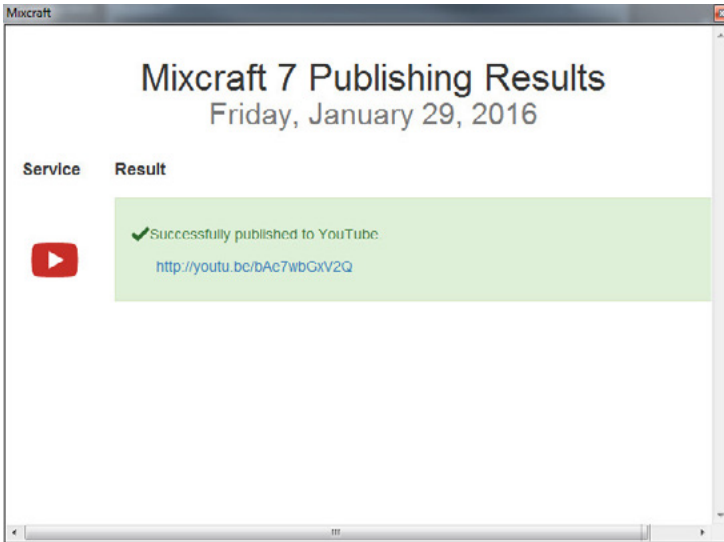 Mixcraft
Mixcraft 7 Publishing Results
Friday, January 29, 2016
Service Result
Successfully published to YouTube
http://youtu.be/bAc7wbGxV2Q